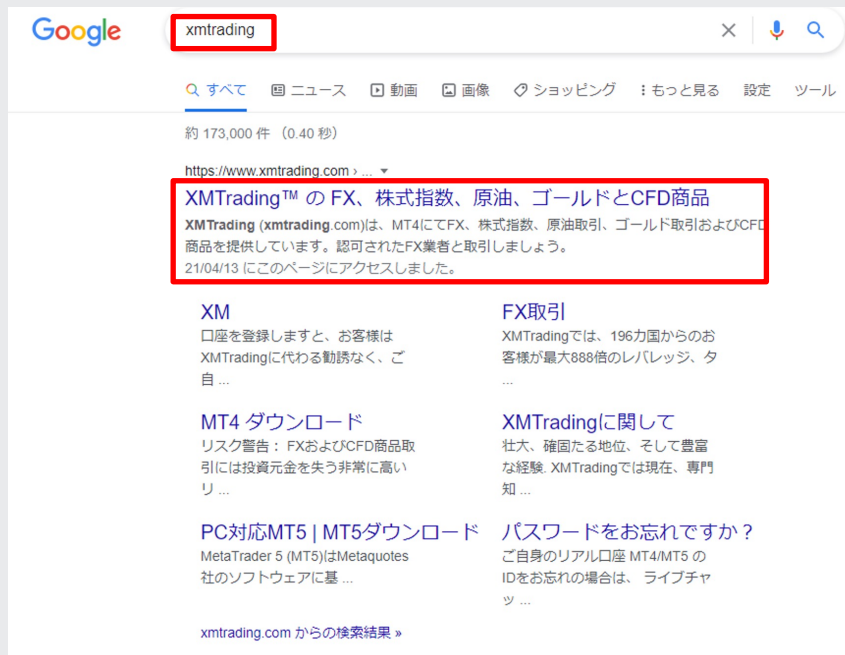 Google
xmtrading
すべて ニュース 動画 画像 ショッピング もっと見る 設定 ツール
約 173,000 件 (0.40 秒)
https://www.xmtrading.com › ...
XMTrading™ の FX、株式指数、原油、ゴールドとCFD商品
XMTrading (xmtrading.com)は、MT4にてFX、株式指数、原油取引、ゴールド取引およびCFD
商品を提供しています。認可されたFX業者と取引しましょう。
21/04/13 にこのページにアクセスしました。
XM
口座を登録しますと、お客様は
XMTradingに代わる勧誘なく、ご
自 ...
FX取引
XMTradingでは、196カ国からのお
客様が最大888倍のレバレッジ、タ
...
MT4 ダウンロード
リスク警告： FXおよびCFD商品取
引には投資元金を失う非常に高い
リ ...
XMTradingに関して
壮大、確固たる地位、そして豊富
な経験. XMTradingでは現在、専門
知 ...
PC対応MT5 | MT5ダウンロード
MetaTrader 5 (MT5)はMetaquotes
社のソフトウェアに基 ...
パスワードをお忘れですか？
ご自身のリアル口座 MT4/MT5 の
IDをお忘れの場合は、 ライブチャ
ッ ...
xmtrading.com からの検索結果 »